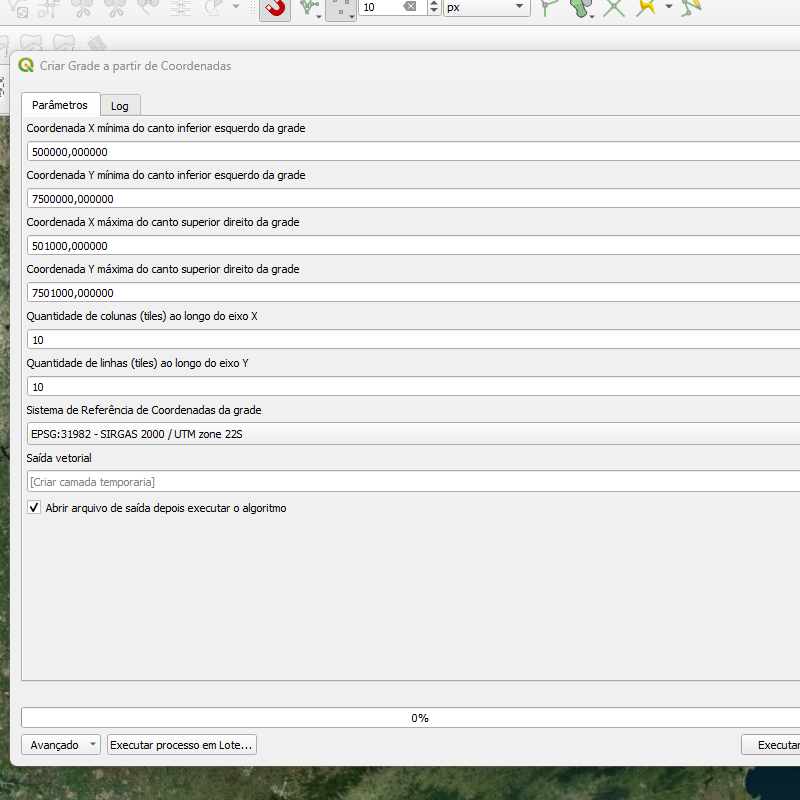 10
px
Criar Grade a partir de Coordenadas
Parâmetros
Log
Coordenada X mínima do canto inferior esquerdo da grade
500000,000000
Coordenada Y mínima do canto inferior esquerdo da grade
7500000,000000
Coordenada X máxima do canto superior direito da grade
501000,000000
Coordenada Y máxima do canto superior direito da grade
7501000,000000
Quantidade de colunas (tiles) ao longo do eixo X
10
Quantidade de linhas (tiles) ao longo do eixo Y
10
Sistema de Referência de Coordenadas da grade
EPSG:31982 - SIRGAS 2000 / UTM zone 22S
Saída vetorial
[Criar camada temporaria]
Abrir arquivo de saída depois executar o algoritmo
0%
Avançado
Executar processo em Lote...
Executar